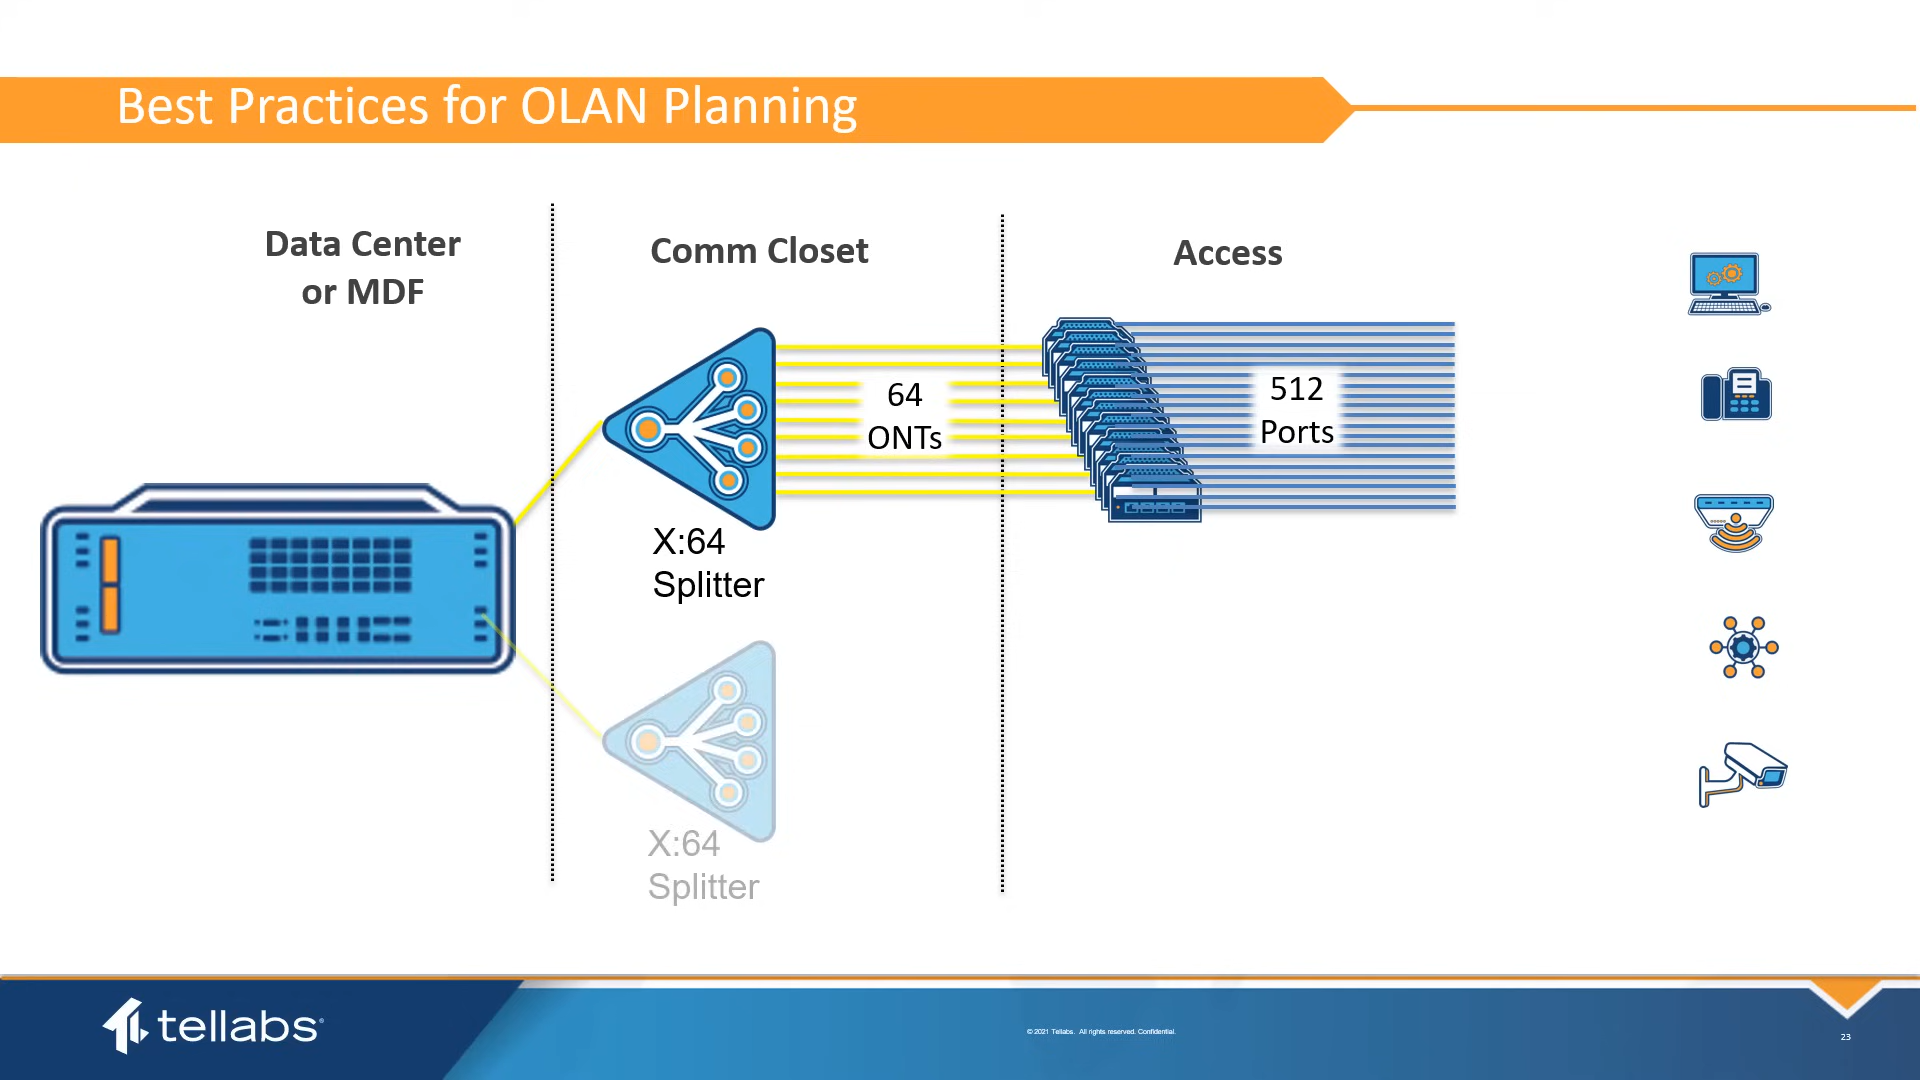 Best Practices for OLAN Planning
Data Center
or MDF
Comm Closet
Access
64
ONTs
512
Ports
X:64
Splitter
X:64
Splitter
tellabs
© 2021 Tellabs. All rights reserved. Confidential.
23